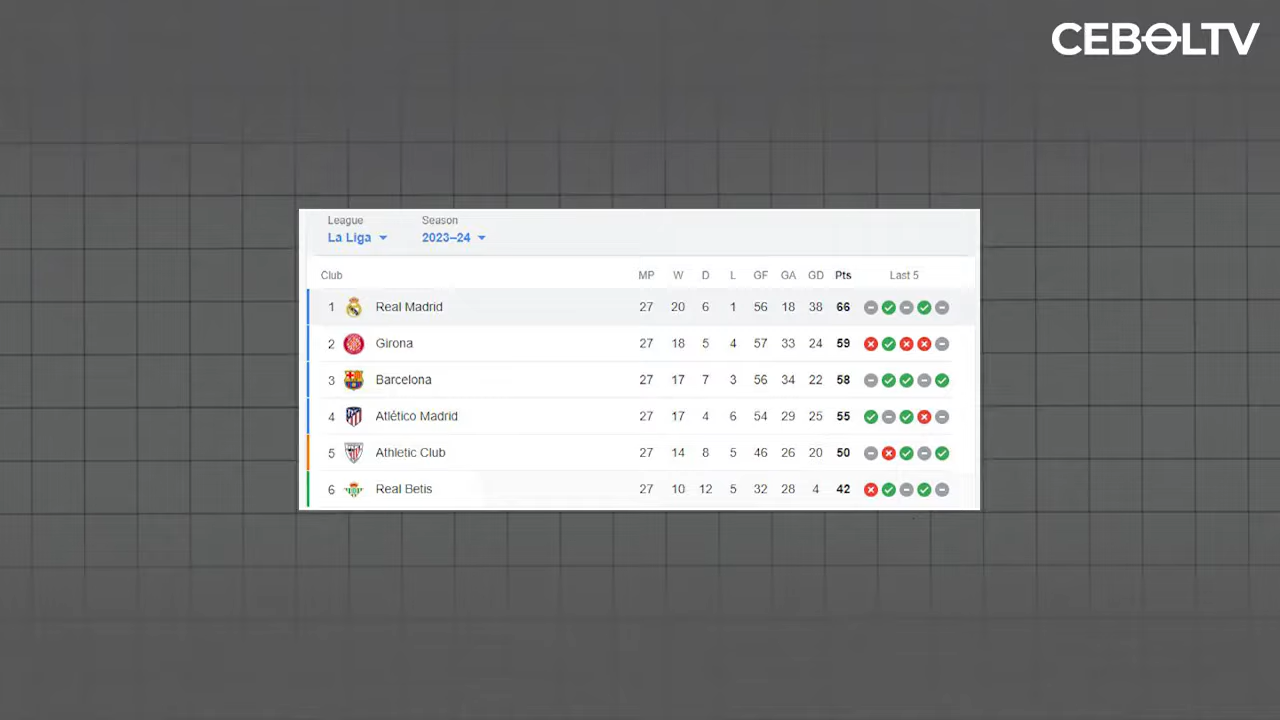 CEBOLTV
League Season
La Liga 2023–24
Club MP W D L GF GA GD Pts Last 5
1 Real Madrid 27 20 6 1 56 18 38 66
2 Girona 27 18 5 4 57 33 24 59
3 Barcelona 27 17 7 3 56 34 22 58
4 Atlético Madrid 27 17 4 6 54 29 25 55
5 Athletic Club 27 14 8 5 46 26 20 50
6 Real Betis 27 10 12 5 32 28 4 42